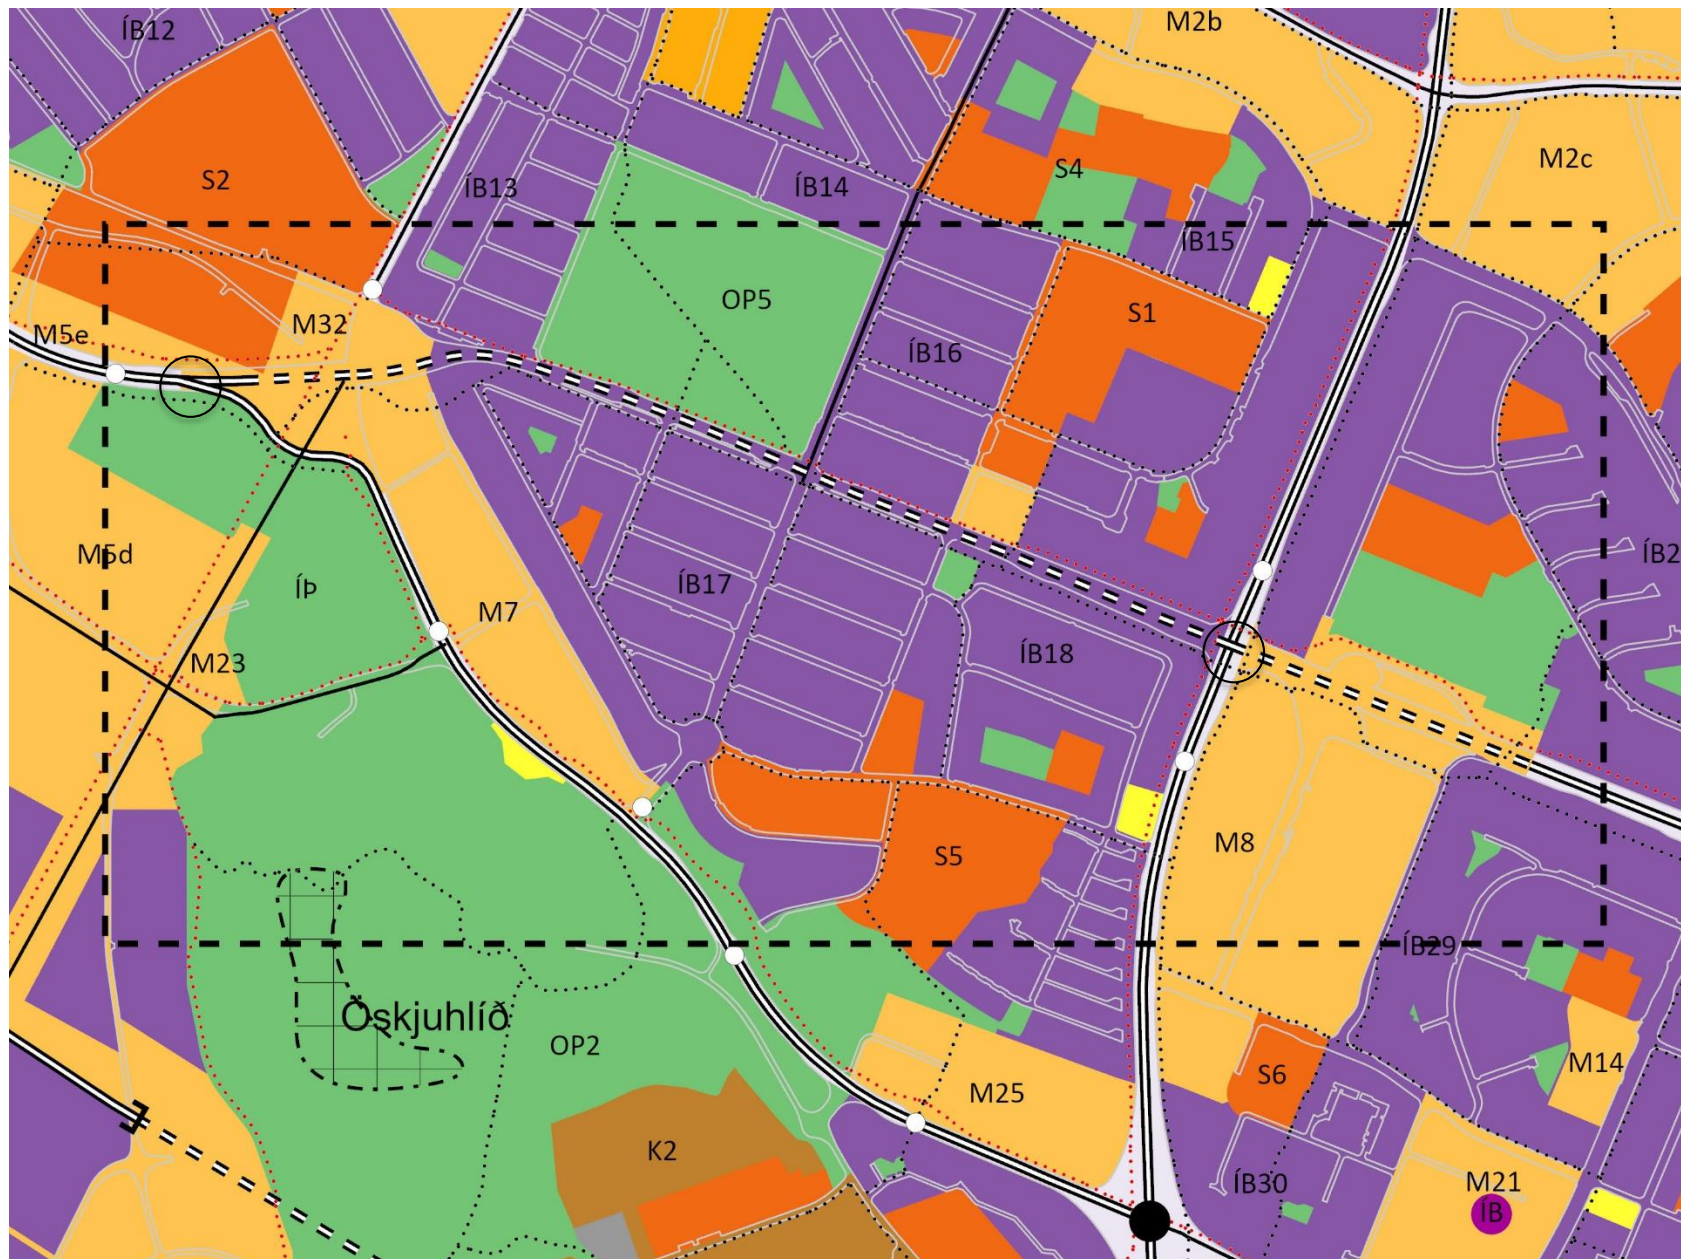 ÍB12
M2b
S2
ÍB13
ÍB14
S4
M2c
ÍB15
OP5
M5e
M32
ÍB16
S1
M5d
ÍÞ
M7
ÍB17
ÍB18
ÍB2
M23
S5
M8
ÍB29
Öskjuhlíð
OP2
M25
S6
M14
K2
ÍB30
M21
ÍB